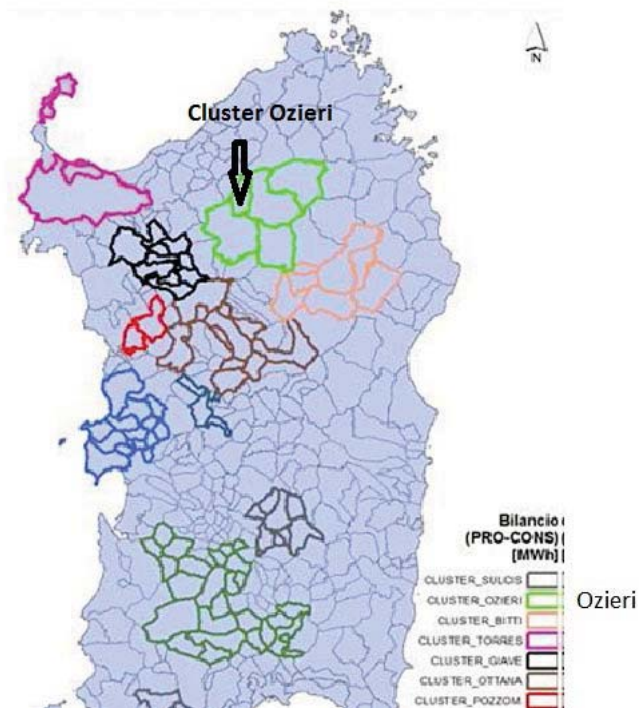 N
Cluster Ozieri
Bilancio
(PRO-CONS)
[MWh]
CLUSTER_SULCIS
CLUSTER_OZIERI Ozieri
CLUSTER_BITTI
CLUSTER_TORRES
CLUSTER_GIAVE
CLUSTER_OTTANA
CLUSTER_POZZOM